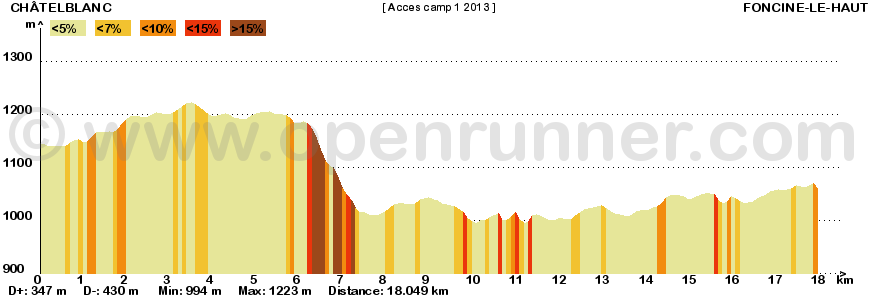 CHÂTELBLANC [ Acces camp 1 2013 ] FONCINE-LE-HAUT
m
<5% <7% <10% <15% >15%
1300
1200
© www.openrunner.com
1100
1000
900
0 1 2 3 4 5 6 7 8 9 10 11 12 13 14 15 16 17 18 km
D+: 347 m D-: 430 m Min: 994 m Max: 1223 m Distance: 18.049 km